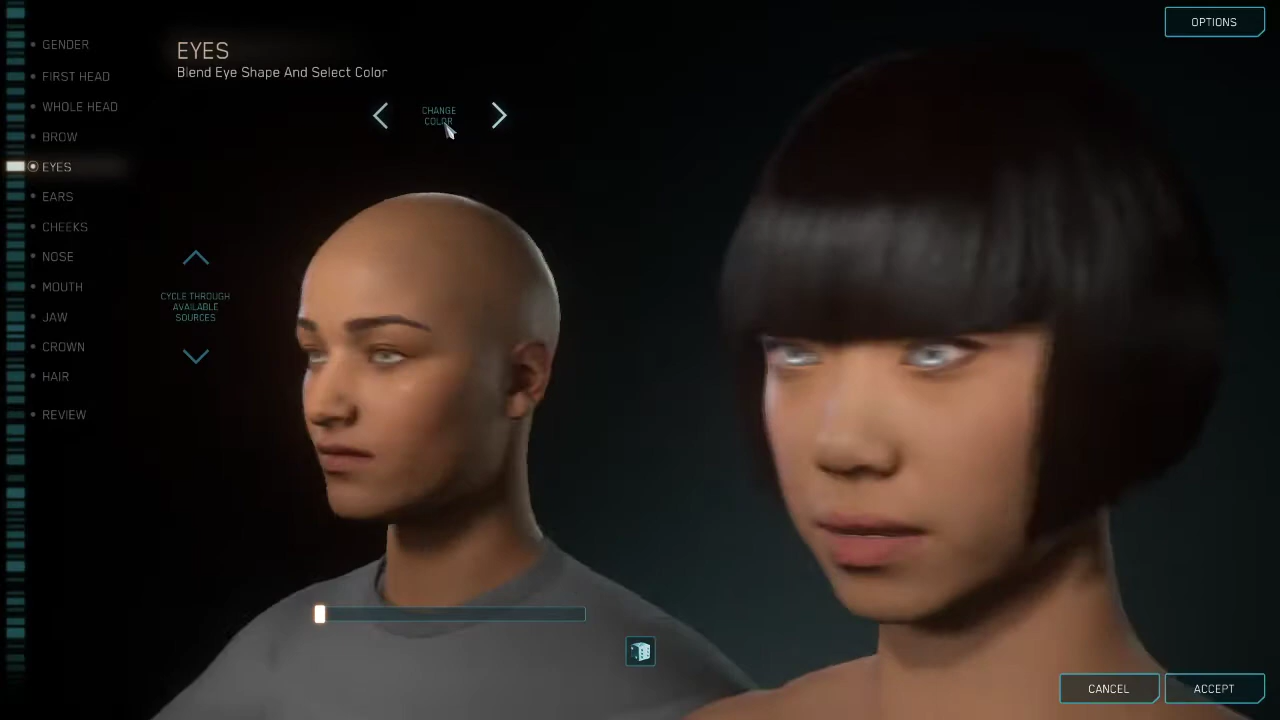 OPTIONS
GENDER
FIRST HEAD
WHOLE HEAD
BROW
EYES
EARS
CHEEKS
NOSE
MOUTH
JAW
CROWN
HAIR
REVIEW
EYES
Blend Eye Shape And Select Color
CHANGE
COLOR
CYCLE THROUGH
AVAILABLE
SOURCES
CANCEL
ACCEPT